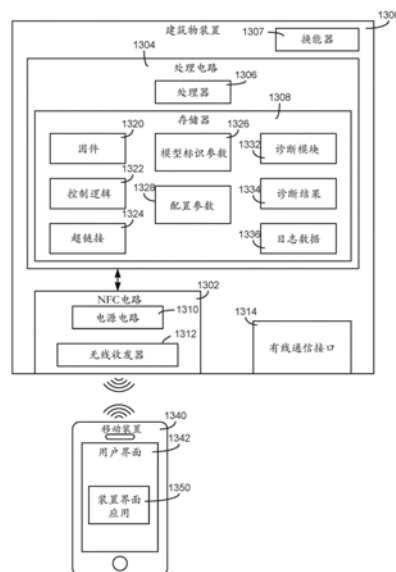 建筑物装置
1300
1307
换能器
1304
处理电路
1306
处理器
1308
存储器
1320
固件
1326
模型标识参数
1332
诊断模块
1322
控制逻辑
1328
配置参数
1334
诊断结果
1324
超链接
1336
日志数据
1302
NFC电路
1310
电源电路
1312
无线收发器
1314
有线通信接口
1340
移动装置
1342
用户界面
1350
装置界面
应用